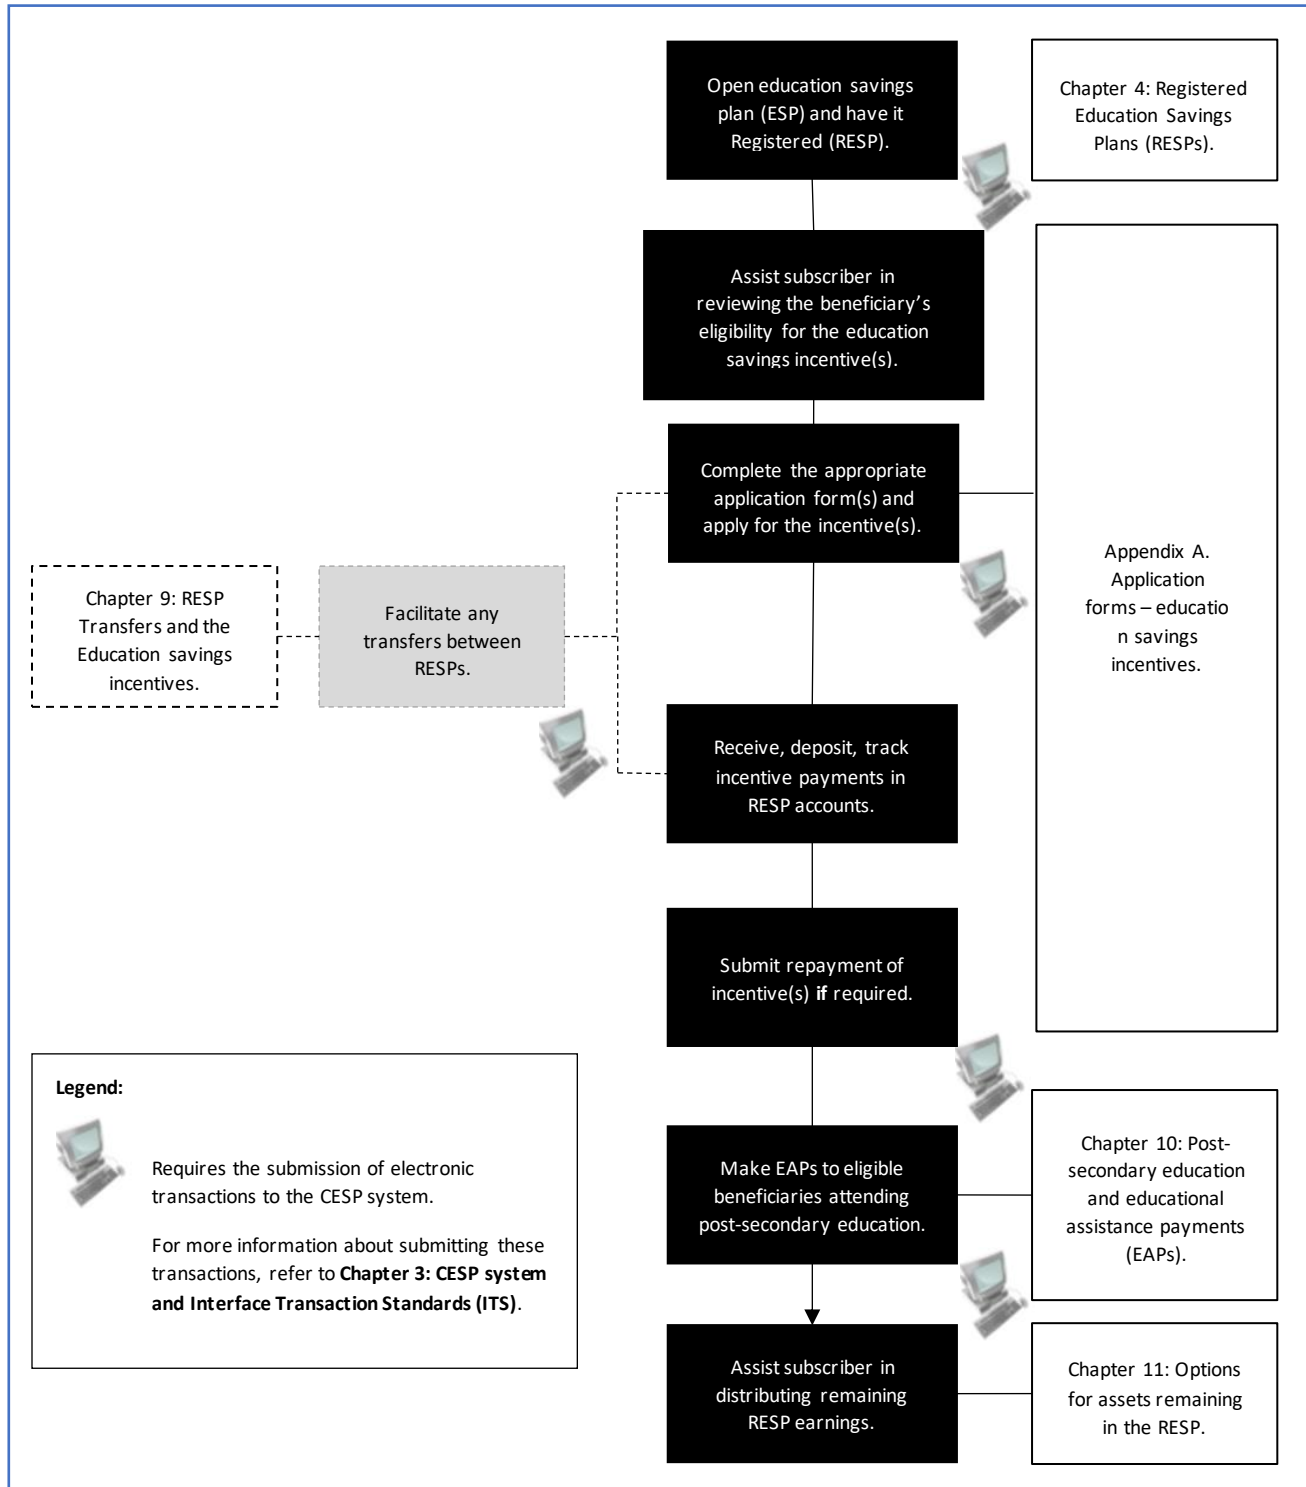 Open education savings
plan (ESP) and have it
Registered (RESP).
Chapter 4: Registered
Education Savings
Plans (RESPs).
Assist subscriber in
reviewing the beneficiary's
eligibility for the education
savings incentive(s).
Complete the appropriate
application form(s) and
apply for the incentive(s).
Appendix A.
Application
forms – educatio
n savings
incentives.
Chapter 9: RESP
Transfers and the
Education savings
incentives.
Facilitate any
transfers between
RESPs.
Receive, deposit, track
incentive payments in
RESP accounts.
Submit repayment of
incentive(s) if required.
Legend:
Requires the submission of electronic
transactions to the CESP system.
For more information about submitting these
transactions, refer to Chapter 3: CESP system
and Interface Transaction Standards (ITS).
Make EAPs to eligible
beneficiaries attending
post-secondary education.
Chapter 10: Post-
secondary education
and educational
assistance payments
(EAPs).
Assist subscriber in
distributing remaining
RESP earnings.
Chapter 11: Options
for assets remaining
in the RESP.